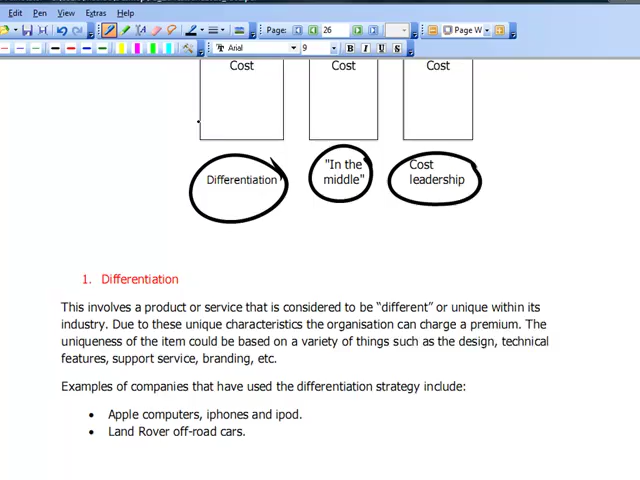 Edit Pen View Extras Help
Arial 9 Page: 26 Page W
Cost Cost Cost
Differentiation "In the middle" Cost leadership
1. Differentiation
This involves a product or service that is considered to be “different” or unique within its
industry. Due to these unique characteristics the organisation can charge a premium. The
uniqueness of the item could be based on a variety of things such as the design, technical
features, support service, branding, etc.
Examples of companies that have used the differentiation strategy include:
• Apple computers, iphones and ipod.
• Land Rover off-road cars.